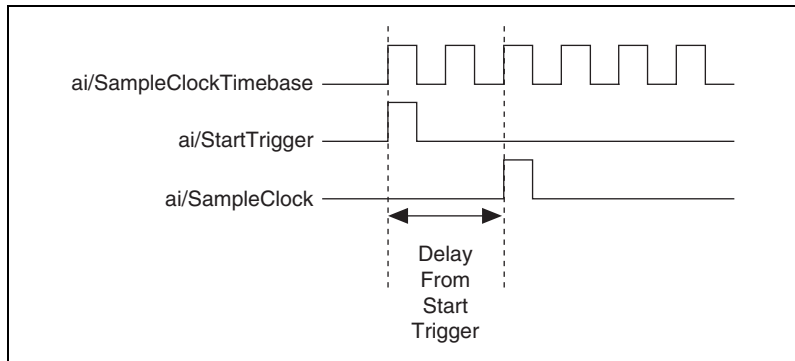 ai/SampleClockTimebase
ai/StartTrigger
ai/SampleClock
Delay
From
Start
Trigger